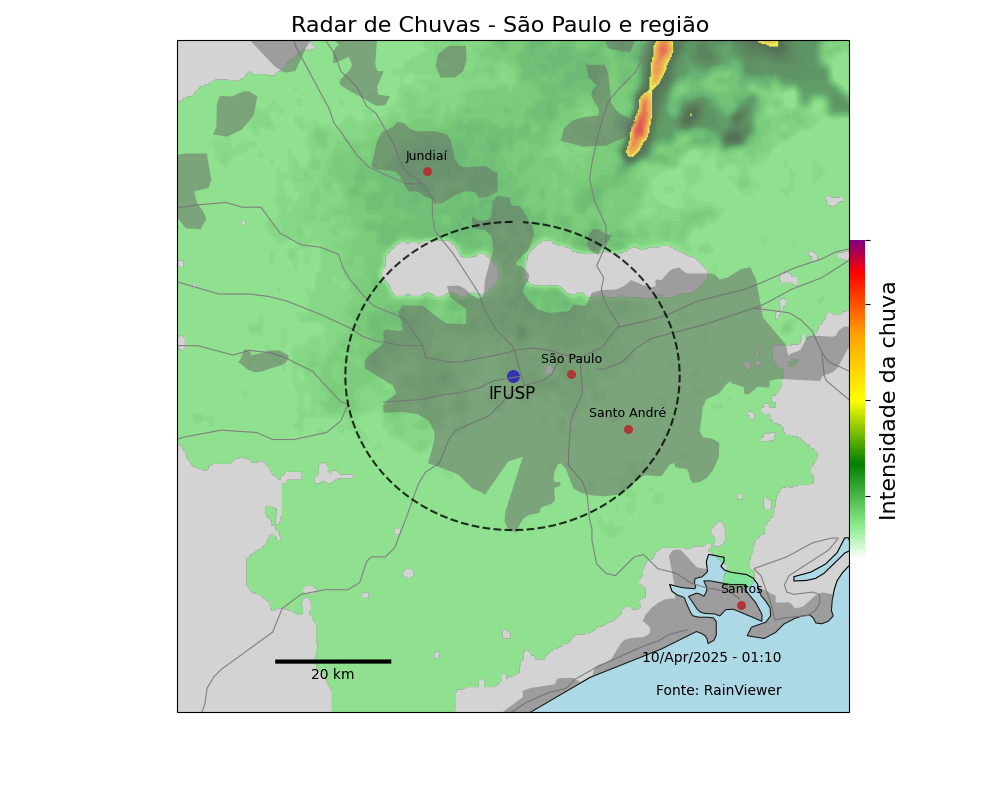 Radar de Chuvas - São Paulo e região
Jundiaí
São Paulo
IFUSP
Santo André
Santos
10/Apr/2025 - 01:10
20 km
Fonte: RainViewer
Intensidade da chuva